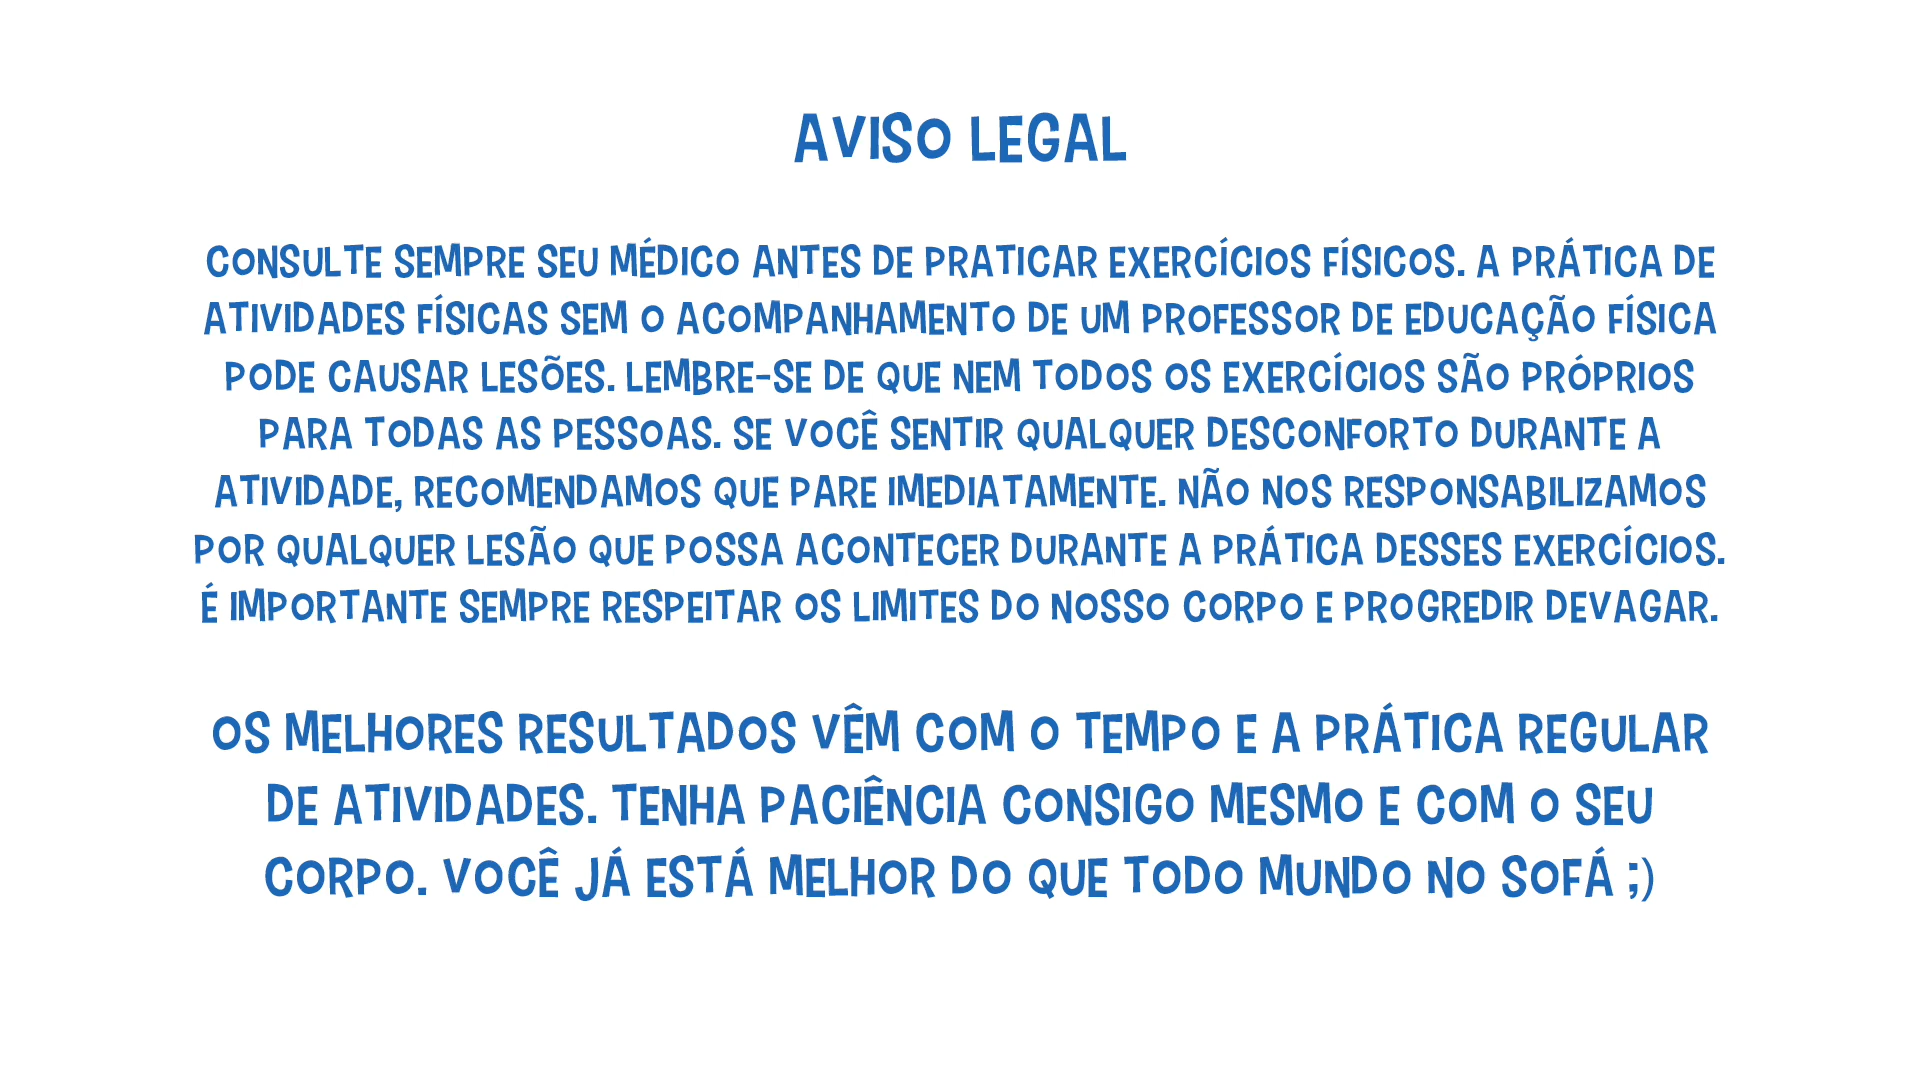 AVISO LEGAL
CONSULTE SEMPRE SEU MÉDICO ANTES DE PRATICAR EXERCÍCIOS FÍSICOS. A PRÁTICA DE
ATIVIDADES FÍSICAS SEM O ACOMPANHAMENTO DE UM PROFESSOR DE EDUCAÇÃO FÍSICA
PODE CAUSAR LESÕES. LEMBRE-SE DE QUE NEM TODOS OS EXERCÍCIOS SÃO PRÓPRIOS
PARA TODAS AS PESSOAS. SE VOCÊ SENTIR QUALQUER DESCONFORTO DURANTE A
ATIVIDADE, RECOMENDAMOS QUE PARE IMEDIATAMENTE. NÃO NOS RESPONSABILIZAMOS
POR QUALQUER LESÃO QUE POSSA ACONTECER DURANTE A PRÁTICA DESSES EXERCÍCIOS.
É IMPORTANTE SEMPRE RESPEITAR OS LIMITES DO NOSSO CORPO E PROGREDIR DEVAGAR.
OS MELHORES RESULTADOS VÊM COM O TEMPO E A PRÁTICA REGULAR
DE ATIVIDADES. TENHA PACIÊNCIA CONSIGO MESMO E COM O SEU
CORPO. VOCÊ JÁ ESTÁ MELHOR DO QUE TODO MUNDO NO SOFÁ ;)